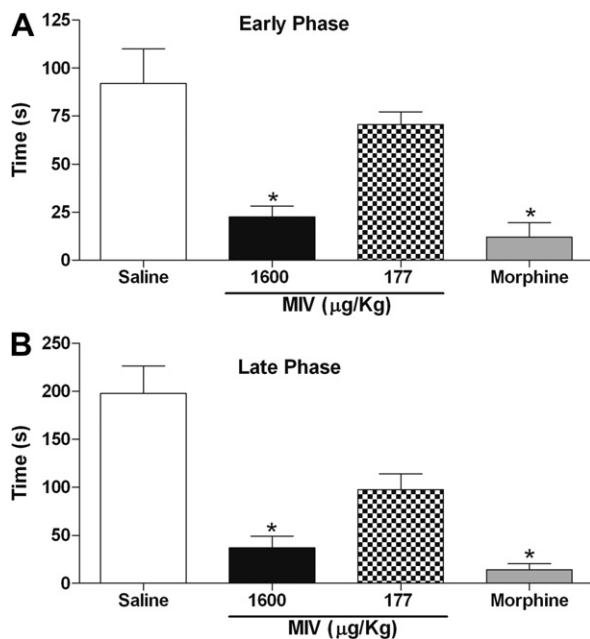 A
Early Phase
Time (s)
125
100
75
50
25
0
*
*
Saline
1600
177
Morphine
MIV (μg/Kg)
B
Late Phase
Time (s)
250
200
150
100
50
0
*
*
Saline
1600
177
Morphine
MIV (μg/Kg)